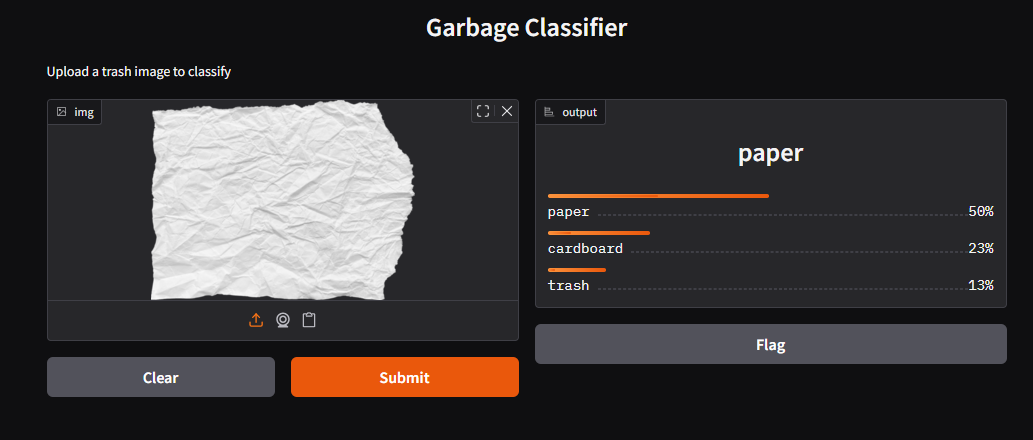 Garbage Classifier
Upload a trash image to classify
img
output
paper
paper 50%
cardboard 23%
trash 13%
Clear
Submit
Flag